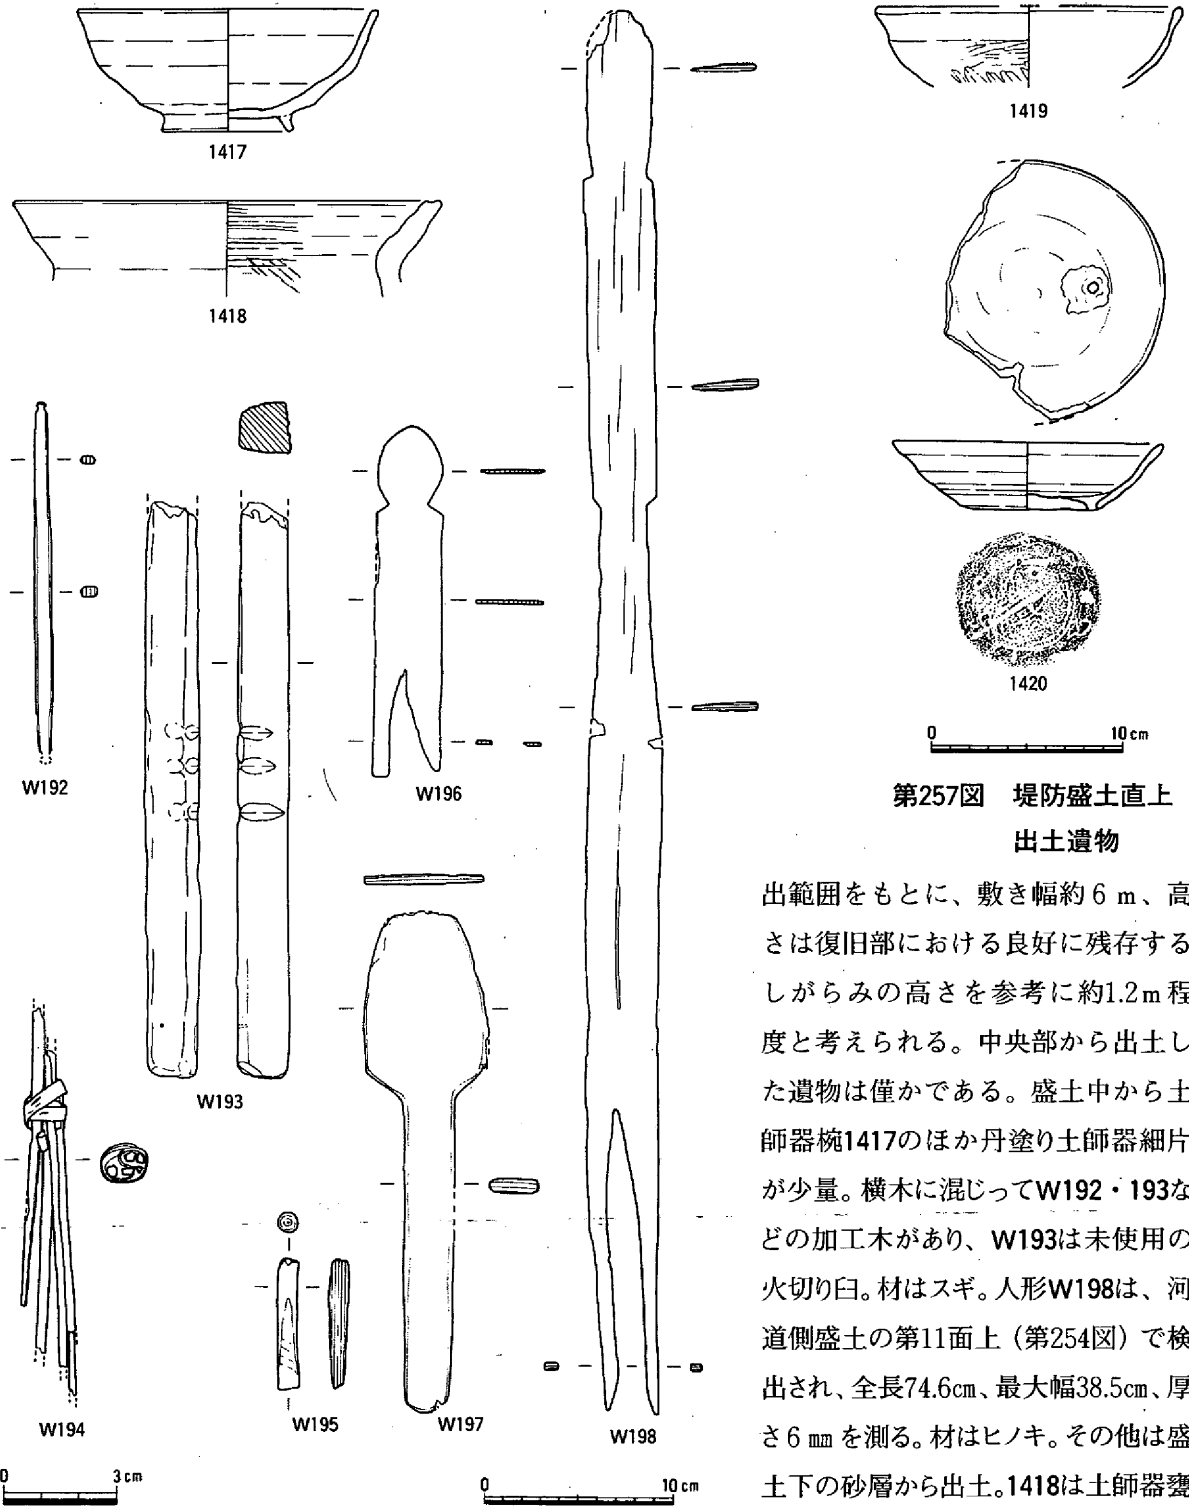 1417
1418
1419
1420
0 10cm
第257図 堤防盛土直上
出土遺物
W192
W193
W196
W194
W195
W197
W198
0 3cm
0 10cm
出範囲をもとに、敷き幅約6m、高
さは復旧部における良好に残存する
しがらみの高さを参考に約1.2m程
度と考えられる。中央部から出土し
た遺物は僅かである。盛土中から土
師器椀1417のほか丹塗り土師器細片
が少量。横木に混じってW192・193な
どの加工木があり、W193は未使用の
火切り臼。材はスギ。人形W198は、河
道側盛土の第11面上（第254図）で検
出され、全長74.6cm、最大幅38.5cm、厚
さ6㎜を測る。材はヒノキ。その他は盛
土下の砂層から出土。1418は土師器甕